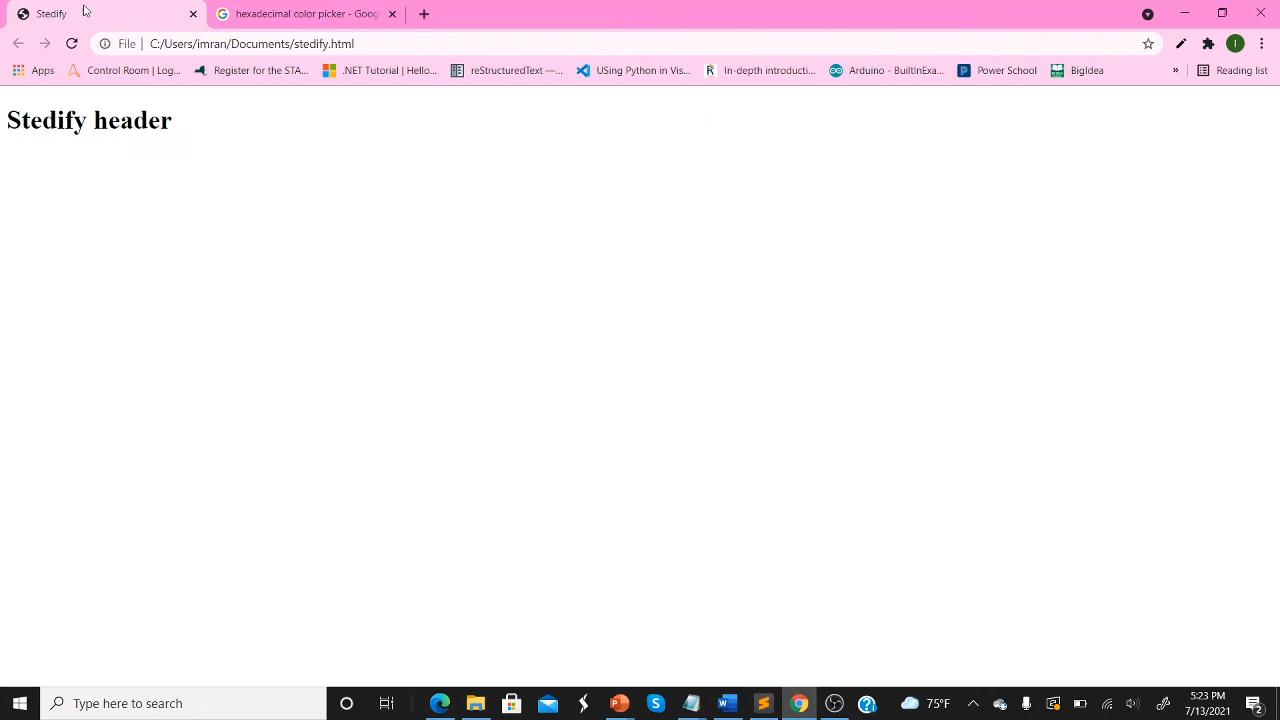 Stedify
hexadecimal color picker - Goog
File
C:/Users/imran/Documents/stedify.html
Apps
Control Room | Log...
Register for the STA...
.NET Tutorial | Hello...
reStructuredText —...
USing Python in Vis...
In-depth introducti...
Arduino - BuiltInExa...
Power School
BigIdea
»
Reading list
Stedify header
Type here to search
75°F
5:23 PM
7/13/2021
2